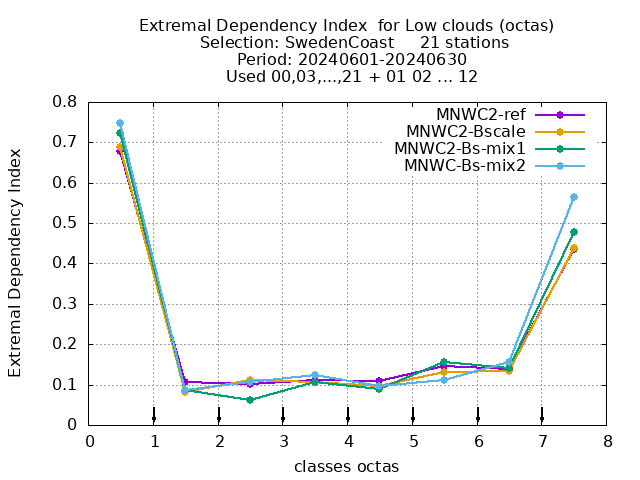 Extremal Dependency Index  for Low clouds (octas)
Selection: SwedenCoast     21 stations
Period: 20240601-20240630
Used 00,03,...,21 + 01 02 ... 12
MNWC2-ref
MNWC2-Bscale
MNWC2-Bs-mix1
MNWC-Bs-mix2
Extremal Dependency Index
0.8
0.7
0.6
0.5
0.4
0.3
0.2
0.1
0
0 1 2 3 4 5 6 7 8
classes octas